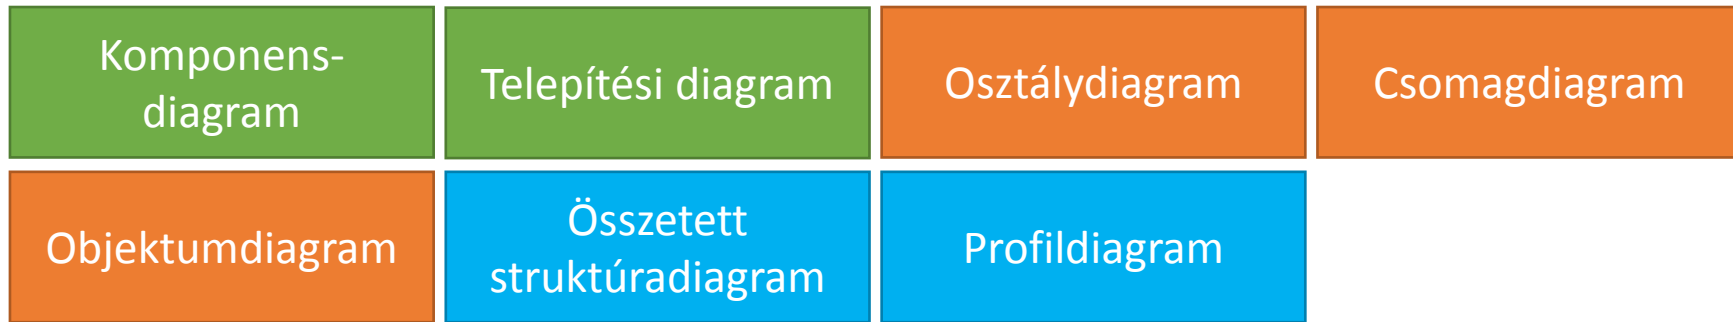 Komponens-
diagram
Telepítési diagram
Osztálydiagram
Csomagdiagram
Objektumdiagram
Összetett
struktúradiagram
Profildiagram